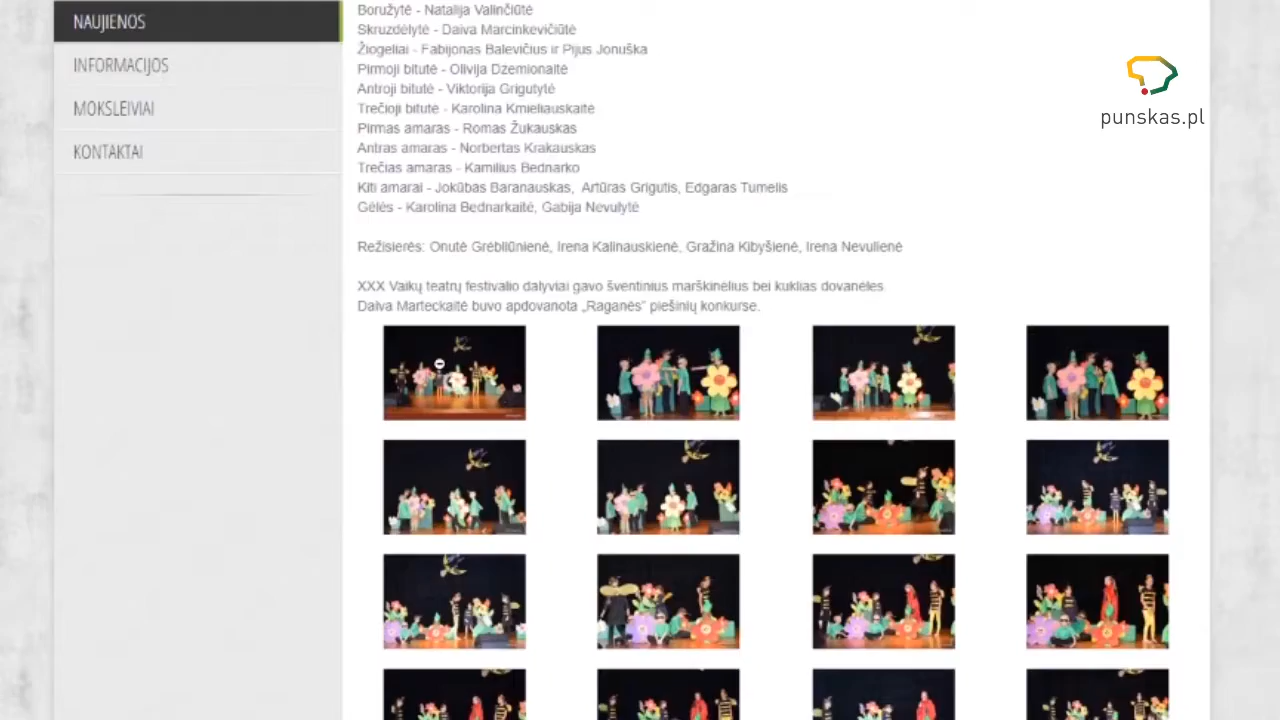 NAUJIENOS
INFORMACIJOS
MOKSLEIVIAI
KONTAKTAI
Boružytė - Natalija Valinčiūtė
Skruzdėlytė - Daiva Marcinkevičiūtė
Žiogeliai - Fabijonas Balevičius ir Pijus Jonuška
Pirmoji bitutė - Olivija Dzemionaitė
Antroji bitutė - Viktorija Grigutytė
Trečioji bitutė - Karolina Kmieliauskaitė
Pirmas amaras - Romas Žukauskas
Antras amaras - Norbertas Krakauskas
Trečias amaras - Kamilius Bednarko
Kiti amarai - Jokūbas Baranauskas, Artūras Grigutis, Edgaras Tumelis
Gėlės - Karolina Bednarkaitė, Gabija Nevulytė
Režisierės: Onutė Grėbliūnienė, Irena Kalinauskienė, Gražina Kibyšienė, Irena Nevulienė
XXX Vaikų teatrų festivalio dalyviai gavo šventinius marškinėlius bei kuklias dovanėles.
Daiva Marteckaitė buvo apdovanota „Raganės” piešinių konkurse.
punskas.pl